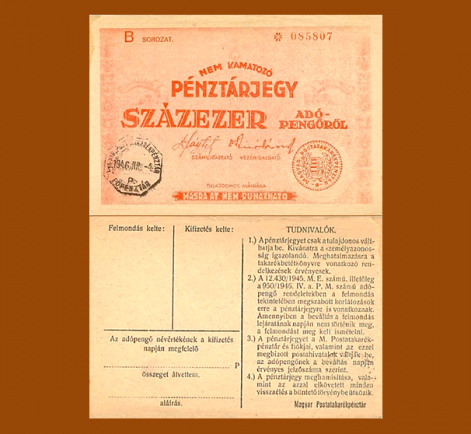 B SOROZAT.
✻ 085807
NEM KAMATOZÓ
PÉNZTÁRJEGY
SZÁZEZER ADÓ-
PENGŐRŐL
SZÁMLÁLTATÓ VEZÉRIGAZGATÓ
TULAJDONOS ALÁÍRÁSA:
MÁSRA ÁT NEM RUHÁZHATÓ
Felmondás kelte:
Kifizetés kelte:
Az adópengő névértékének a kifizetés
napján megfelelő
P
összeget átvettem.
aláírás.
TUDNIVALÓK.
1.) A pénztárjegyet csak a tulajdonos vált-
hatja be. Kívánatra a személyazonos-
ság igazolandó. Meghatalmazásra a
takarékbetétkönyvre vonatkozó ren-
delkezések érvényesek.
2.) A 12.430/1945. M. E. számú, illetőleg
a 950/1946. IV. a. P. M. számú adó-
pengő rendeletekben a felmondás
tekintetében megszabott korlátozások
erre a pénztárjegyre is vonatkoznak.
Amennyiben a beváltás a felmondás
lejáratának napján nem történik meg,
a felmondást meg kell ismételni.
3.) A pénztárjegyet a M. Postatakarék-
pénztár és fiókjai, valamint az ezzel
megbízott postahivatalok váltják be,
az adópengőnek a beváltás napján
érvényes jelzőszáma szerint.
4.) A pénztárjegy meghamisítása, vala-
mint az azzal elkövetett minden
visszaélés a büntető törvénybe ütközik.
Magyar Postatakarékpénztár